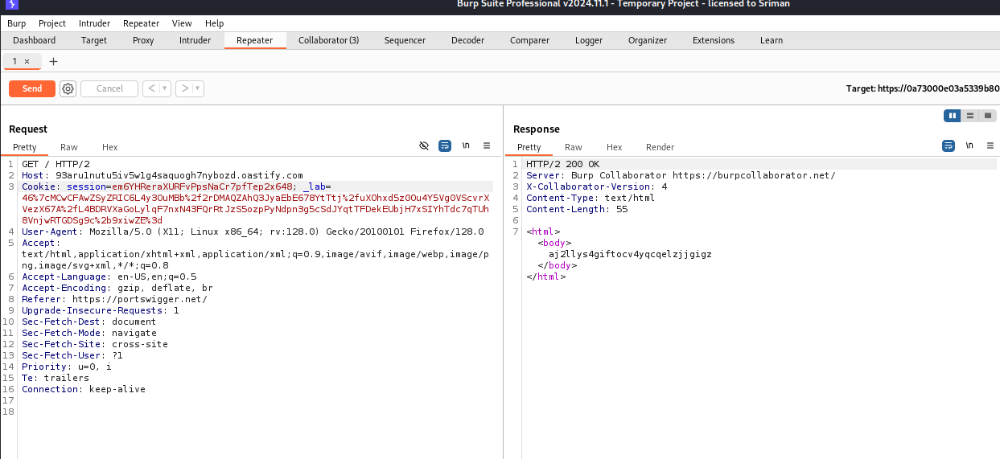 Burp Suite Professional v2024.11.1 - Temporary Project - licensed to Sriman
Burp Project Intruder Repeater View Help
Dashboard Target Proxy Intruder Repeater Collaborator (3) Sequencer Decoder Comparer Logger Organizer Extensions Learn
1 × +
Send Cancel < >
Target: https://0a73000e03a5339b80
Request
Pretty Raw Hex
\n
1 GET / HTTP/2
2 Host: 93aru1nutu5iv5w1g4saquogh7nybozd.oastify.com
3 Cookie: session=em6YHReraXURFvPpsNaCr7pfTep2x648; _lab=
46%7cMCwCFAwZSyZRIC6L4y3OuMBb%2f2rDMAQZAhQ3JyaEbE678YtTtj%2fuXOhxd5z0Ou4Y5Vg0VScvrX
VezX67A%2fL4BDRVXaGoLylqF7nxN43FQrRtJzS5ozpPyNdpn3g5cSdJYqtTFDekEUbjH7xSIYhTdc7qTUh
8VnjwRTGDSg9c%2b9xiwZE%3d
4 User-Agent: Mozilla/5.0 (X11; Linux x86_64; rv:128.0) Gecko/20100101 Firefox/128.0
5 Accept:
text/html,application/xhtml+xml,application/xml;q=0.9,image/avif,image/webp,image/p
ng,image/svg+xml,*/*;q=0.8
6 Accept-Language: en-US,en;q=0.5
7 Accept-Encoding: gzip, deflate, br
8 Referer: https://portswigger.net/
9 Upgrade-Insecure-Requests: 1
10 Sec-Fetch-Dest: document
11 Sec-Fetch-Mode: navigate
12 Sec-Fetch-Site: cross-site
13 Sec-Fetch-User: ?1
14 Priority: u=0, i
15 Te: trailers
16 Connection: keep-alive
17
18
Response
Pretty Raw Hex Render
\n
1 HTTP/2 200 OK
2 Server: Burp Collaborator https://burpcollaborator.net/
3 X-Collaborator-Version: 4
4 Content-Type: text/html
5 Content-Length: 55
6
7 <html>
<body>
aj2llys4giftocv4yqcqelzjjgigz
</body>
</html>